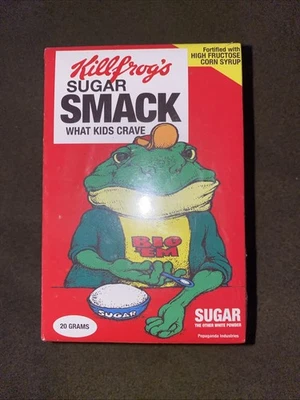 Fortified with
HIGH FRUCTOSE
CORN SYRUP
Killfrog's
SUGAR
SMACK
WHAT KIDS CRAVE
BIG
'EM
SUGAR
20 GRAMS
SUGAR
THE OTHER WHITE POWDER
Popaganda Industries